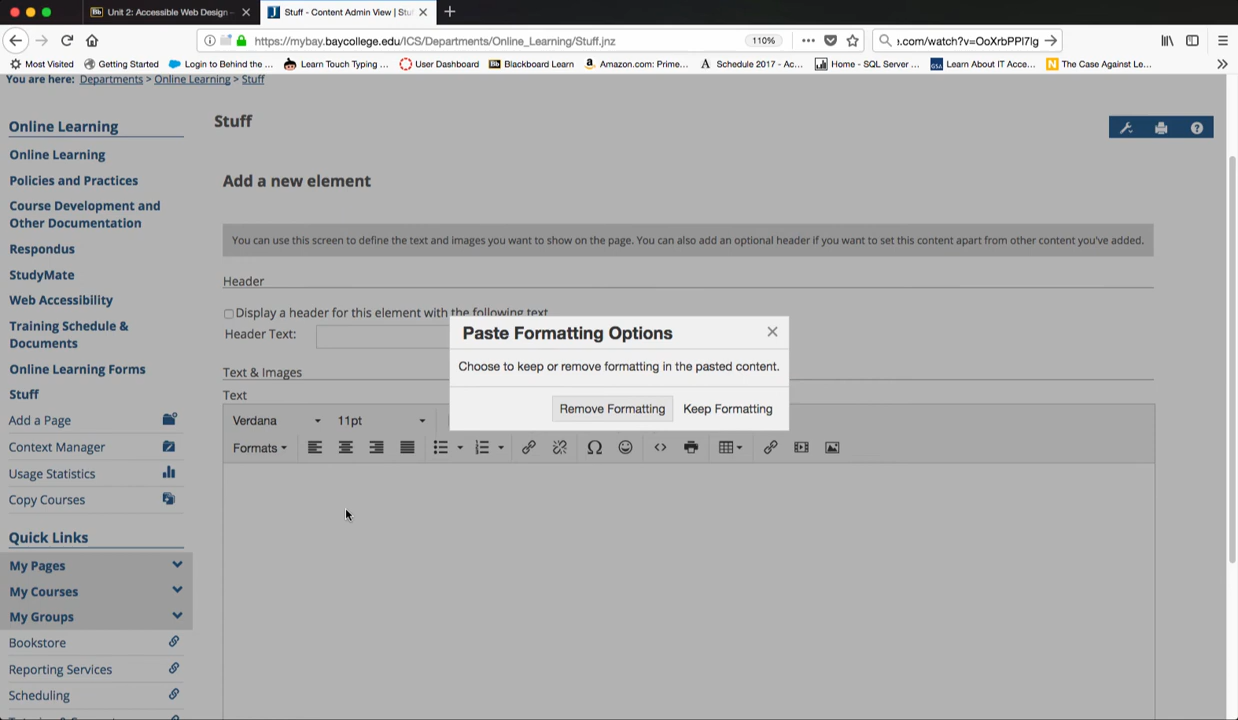 Unit 2: Accessible Web Design -
Stuff - Content Admin View | Stu
https://mybay.baycollege.edu/ICS/Departments/Online_Learning/Stuff.jnz
110%
›.com/watch?v=OoXrbPPl7lg
Most Visited
Getting Started
Login to Behind the ...
Learn Touch Typing ...
User Dashboard
Blackboard Learn
Amazon.com: Prime...
Schedule 2017 - Ac...
Home - SQL Server ...
Learn About IT Acce...
The Case Against Le...
You are here: Departments > Online Learning > Stuff
Online Learning
Online Learning
Policies and Practices
Course Development and
Other Documentation
Respondus
StudyMate
Web Accessibility
Training Schedule &
Documents
Online Learning Forms
Stuff
Add a Page
Context Manager
Usage Statistics
Copy Courses
Quick Links
My Pages
My Courses
My Groups
Bookstore
Reporting Services
Scheduling
Stuff
Add a new element
You can use this screen to define the text and images you want to show on the page. You can also add an optional header if you want to set this content apart from other content you've added.
Header
Display a header for this element with the following text
Header Text:
Text & Images
Text
Verdana
11pt
Formats
Paste Formatting Options
Choose to keep or remove formatting in the pasted content.
Remove Formatting
Keep Formatting